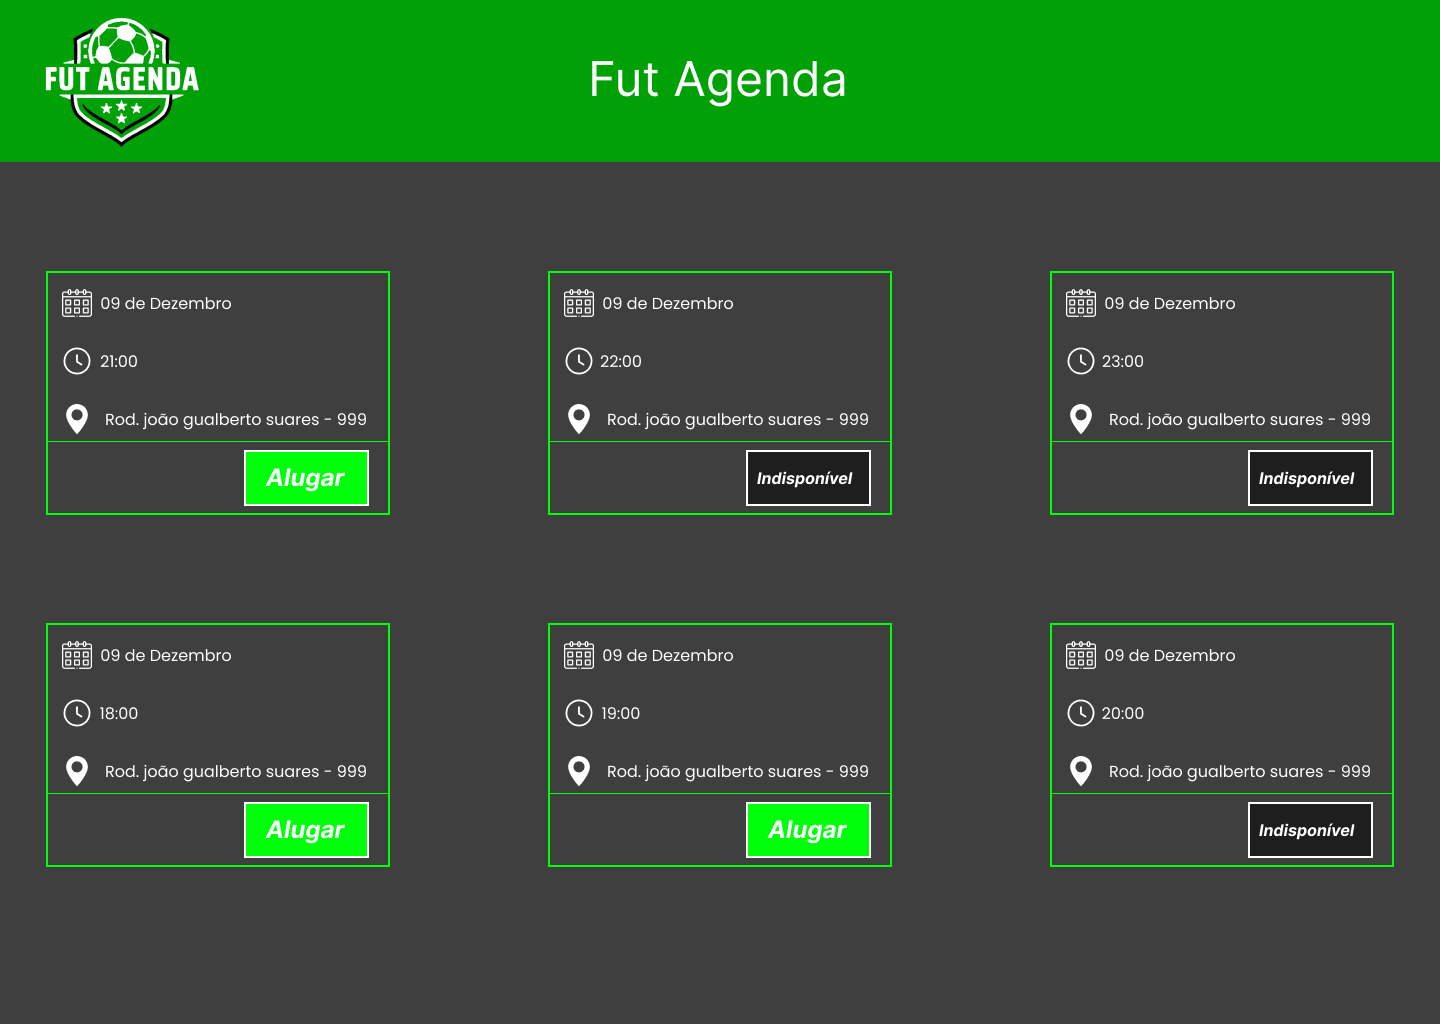 FUT AGENDA
Fut Agenda
09 de Dezembro
21:00
Rod. joão gualberto suares - 999
Alugar
09 de Dezembro
22:00
Rod. joão gualberto suares - 999
Indisponível
09 de Dezembro
23:00
Rod. joão gualberto suares - 999
Indisponível
09 de Dezembro
18:00
Rod. joão gualberto suares - 999
Alugar
09 de Dezembro
19:00
Rod. joão gualberto suares - 999
Alugar
09 de Dezembro
20:00
Rod. joão gualberto suares - 999
Indisponível